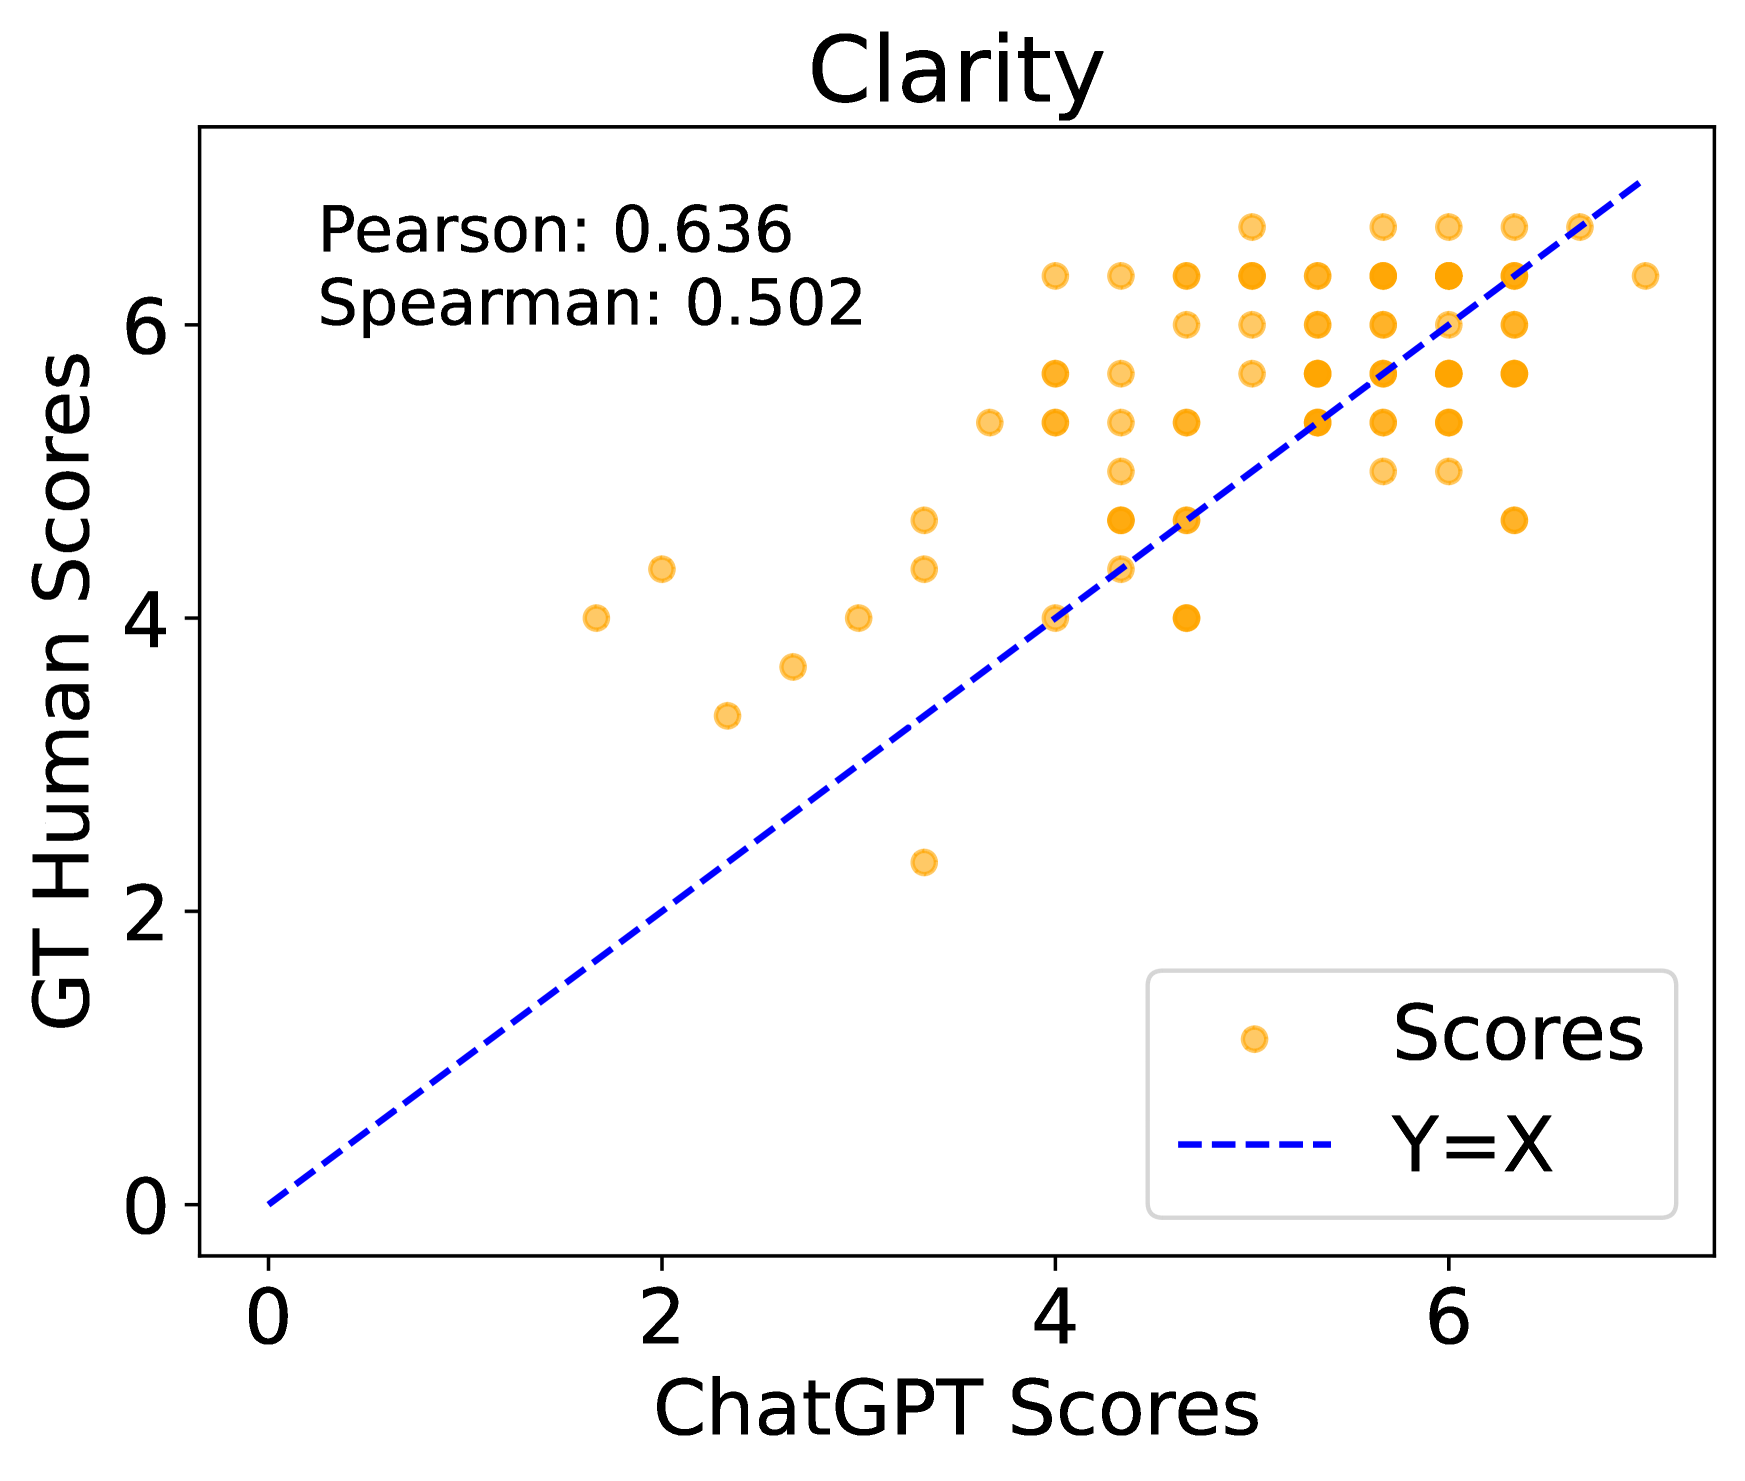 Clarity
Pearson: 0.636
Spearman: 0.502
GT Human Scores
6
4
2
0
Scores
Y=X
0 2 4 6
ChatGPT Scores